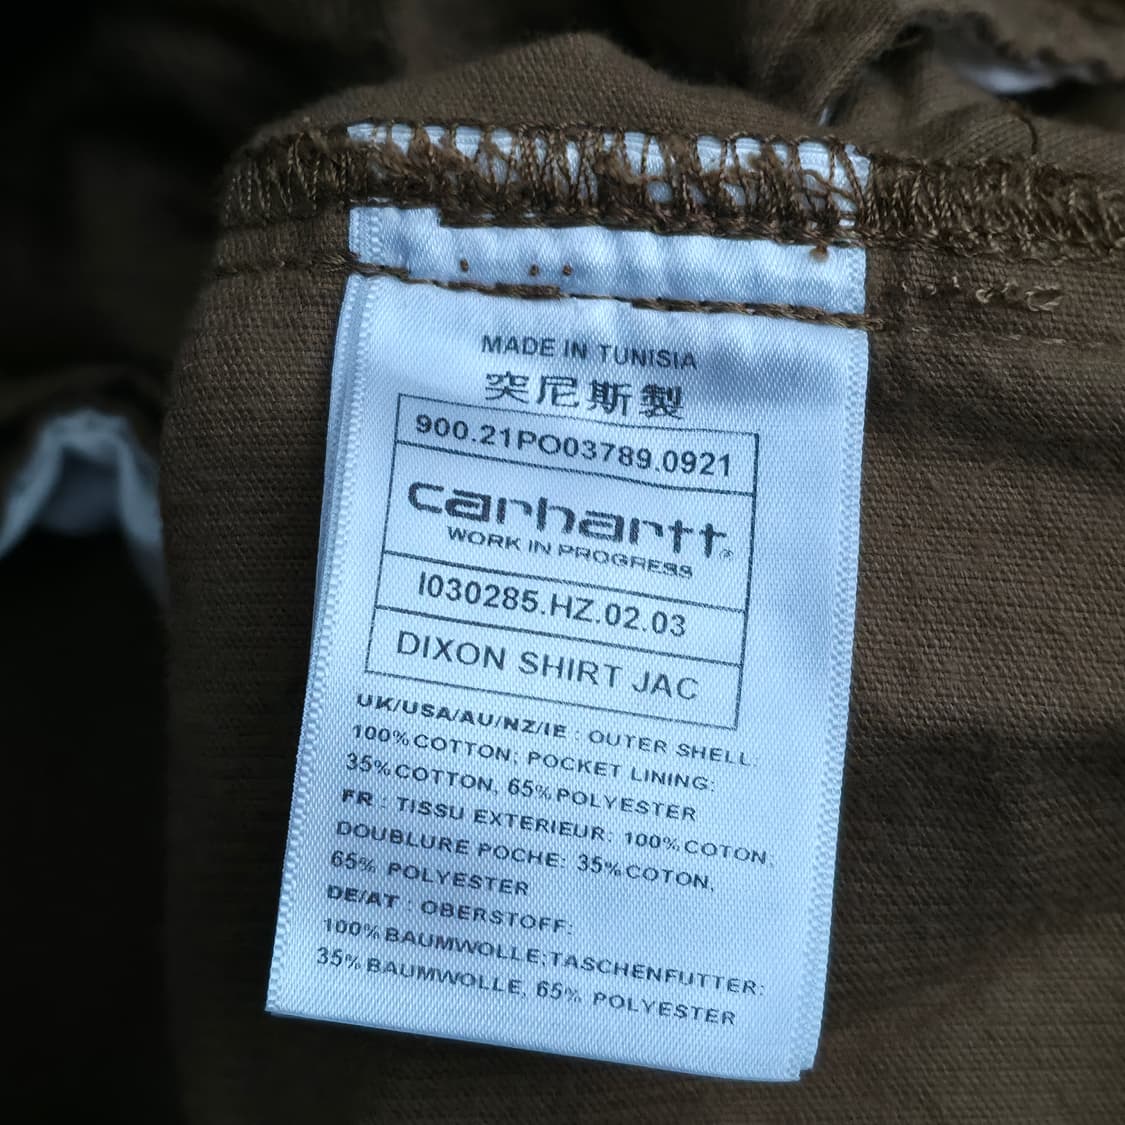 MADE IN TUNISIA
突尼斯製
900.21PO03789.0921
carhartt®
WORK IN PROGRESS
I030285.HZ.02.03
DIXON SHIRT JAC
UK/USA/AU/NZ/IE : OUTER SHELL:
100%COTTON; POCKET LINING:
35%COTTON, 65%POLYESTER
FR : TISSU EXTERIEUR: 100%COTON;
DOUBLURE POCHE: 35%COTON,
65% POLYESTER
DE/AT : OBERSTOFF:
100%BAUMWOLLE;TASCHENFUTTER:
35%BAUMWOLLE, 65% POLYESTER